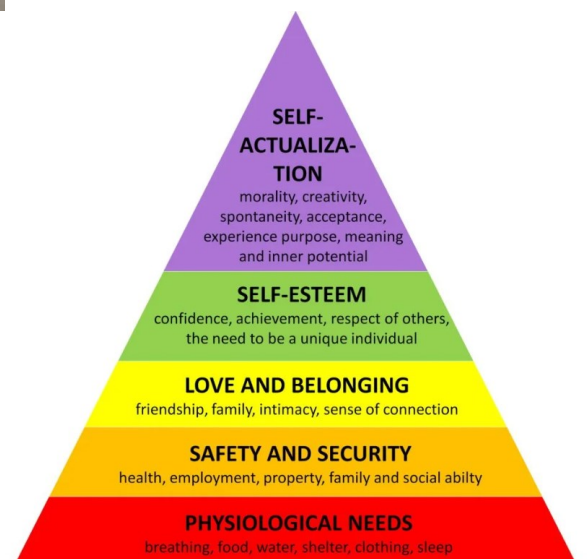 SELF-
ACTUALIZA-
TION
morality, creativity,
spontaneity, acceptance,
experience purpose, meaning
and inner potential
SELF-ESTEEM
confidence, achievement, respect of others,
the need to be a unique individual
LOVE AND BELONGING
friendship, family, intimacy, sense of connection
SAFETY AND SECURITY
health, employment, property, family and social abilty
PHYSIOLOGICAL NEEDS
breathing, food, water, shelter, clothing, sleep